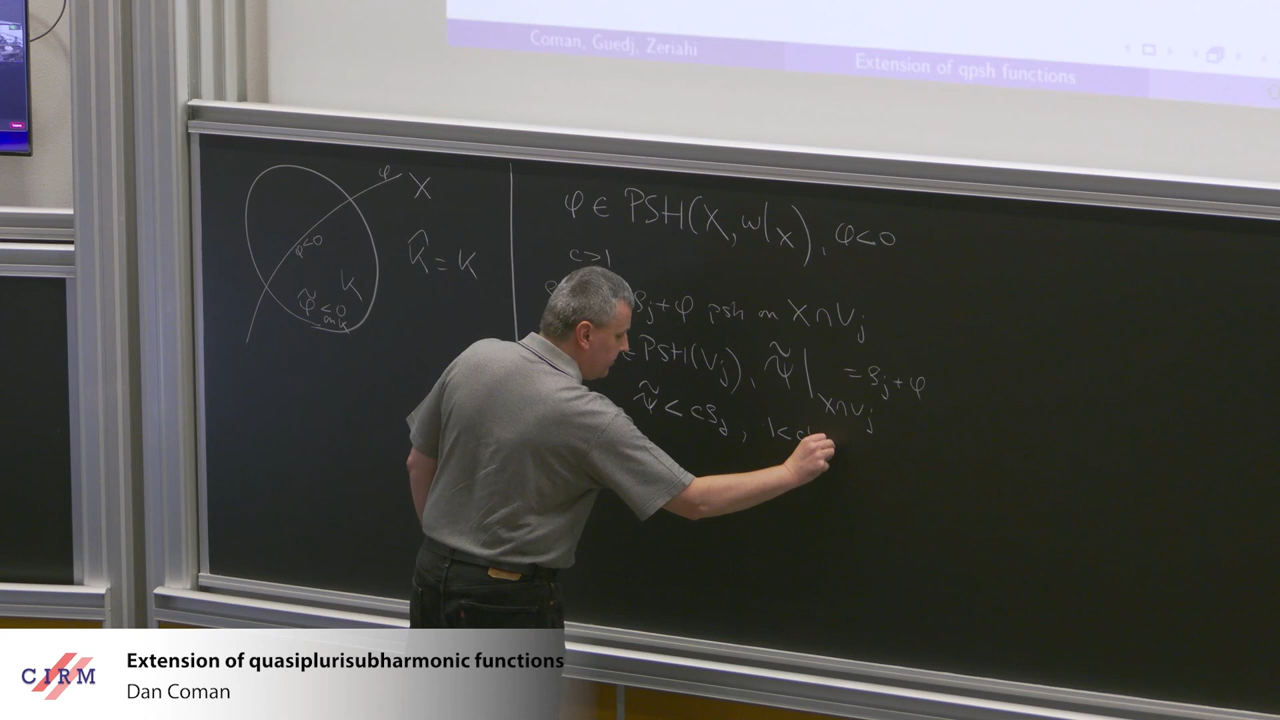 Coman, Guedj, Zeriahi
Extension of qpsh functions
φ X
φ<0
K
φ̃<0
on K
K̂ = K
φ ∈ PSH(X, ω|x), φ<0
c>1
ρj+φ psh on X∩Vj
∈ PSH(Vj), ψ̃|X∩Vj = ρj+φ
ψ̃ < cρj, 1<c
CIRM
Extension of quasiplurisubharmonic functions
Dan Coman